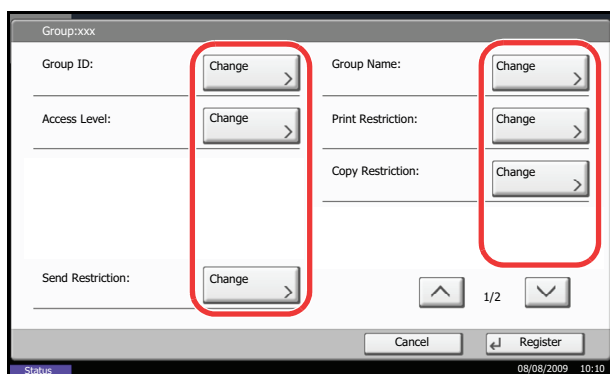 Group:xxx
Group ID: Change Group Name: Change
Access Level: Change Print Restriction: Change
Copy Restriction: Change
Send Restriction: Change 1/2
Cancel Register
Status 08/08/2009 10:10